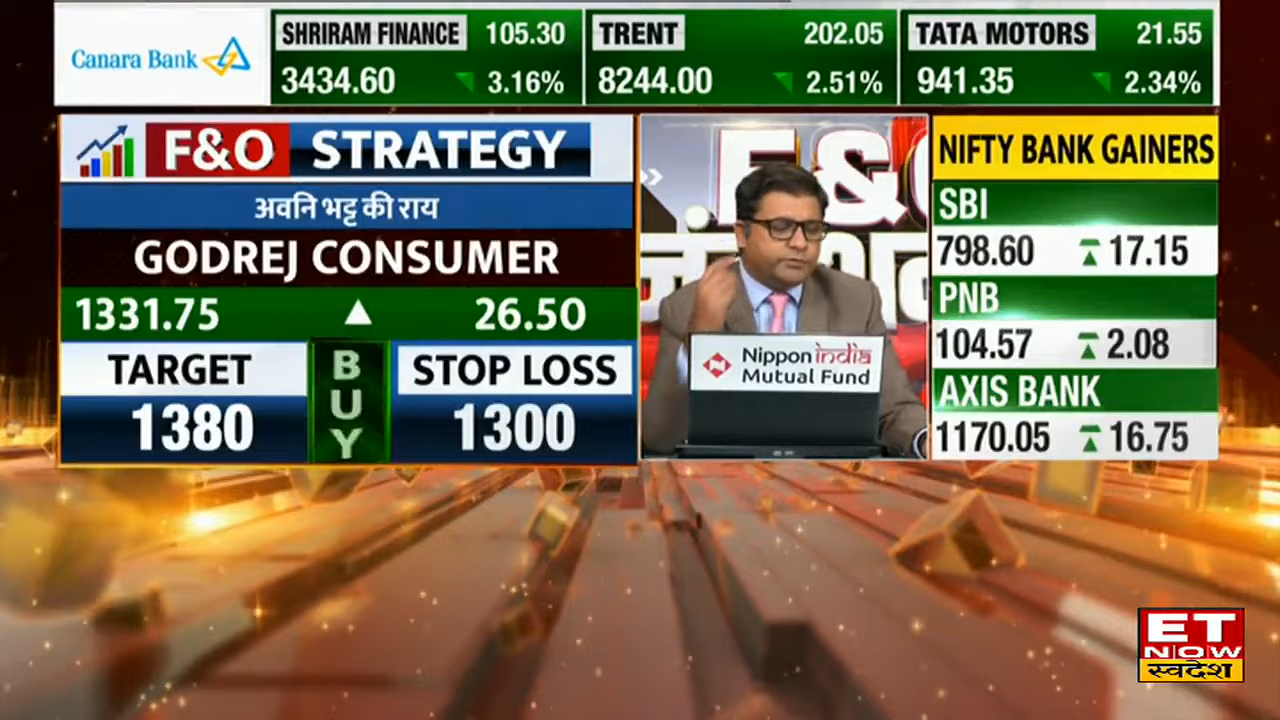 Canara Bank
SHRIRAM FINANCE 105.30
3434.60 3.16%
TRENT 202.05
8244.00 2.51%
TATA MOTORS 21.55
941.35 2.34%
F&O STRATEGY
अवनि भट्ट की राय
GODREJ CONSUMER
1331.75 26.50
TARGET
1380
BUY
STOP LOSS
1300
F&
Nippon india
Mutual Fund
NIFTY BANK GAINERS
SBI
798.60 17.15
PNB
104.57 2.08
AXIS BANK
1170.05 16.75
ET
NOW
स्वदेश